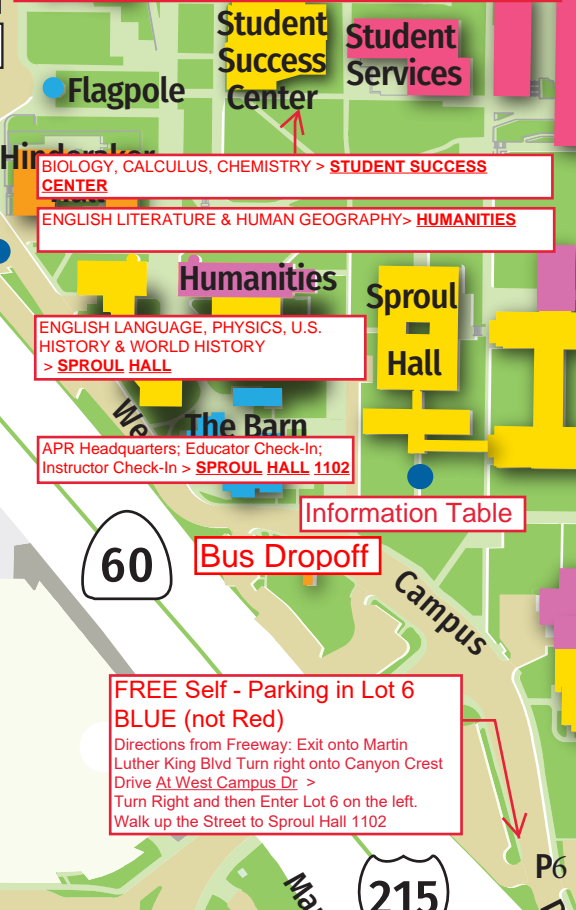 Student
Success
Center
Student
Services
Flagpole
BIOLOGY, CALCULUS, CHEMISTRY > STUDENT SUCCESS
CENTER
ENGLISH LITERATURE & HUMAN GEOGRAPHY> HUMANITIES
Humanities
Sproul
Hall
ENGLISH LANGUAGE, PHYSICS, U.S.
HISTORY & WORLD HISTORY
> SPROUL HALL
The Barn
APR Headquarters; Educator Check-In;
Instructor Check-In > SPROUL HALL 1102
Information Table
60
Bus Dropoff
Campus
FREE Self - Parking in Lot 6
BLUE (not Red)
Directions from Freeway: Exit onto Martin
Luther King Blvd Turn right onto Canyon Crest
Drive At West Campus Dr >
Turn Right and then Enter Lot 6 on the left.
Walk up the Street to Sproul Hall 1102
P6
215